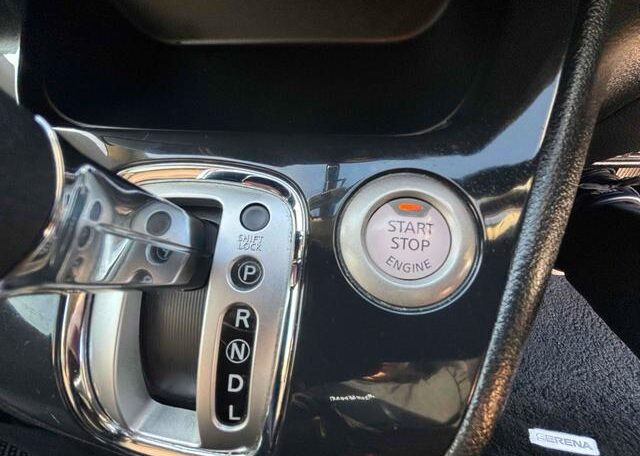 SHIFT
LOCK
P
R
N
D
L
START
STOP
ENGINE
SERENA